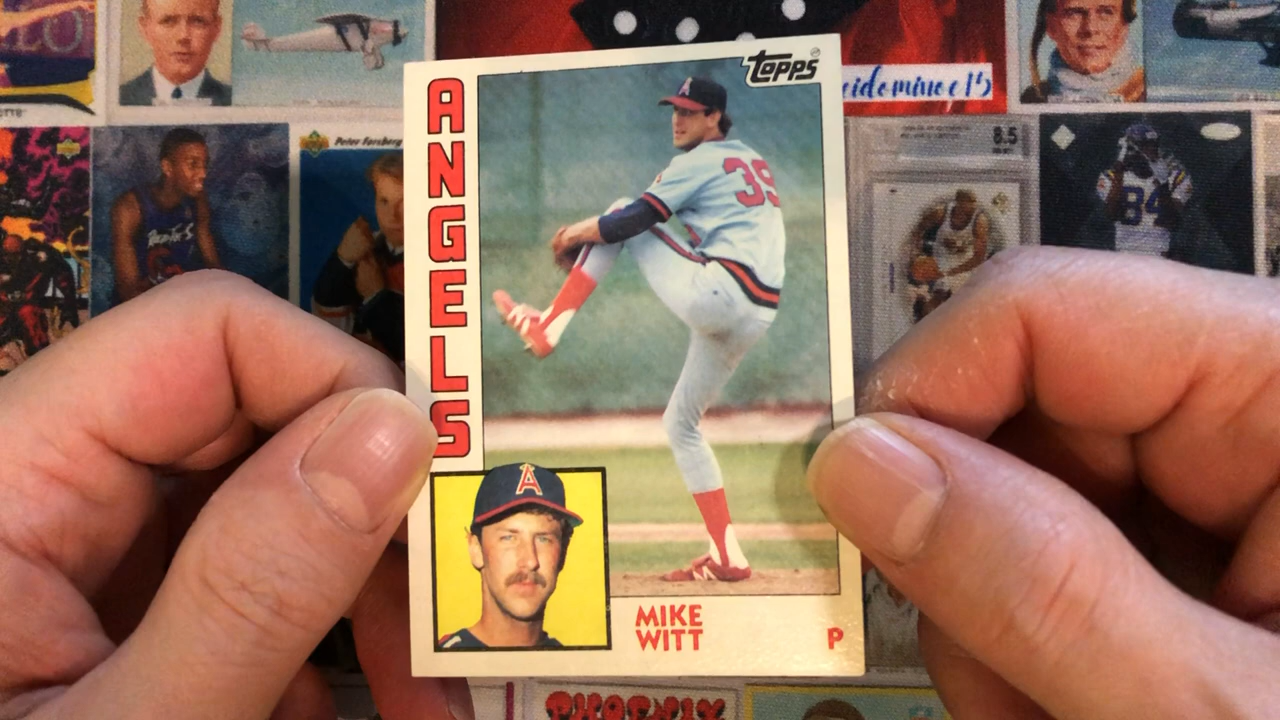 Topps
ANGELS
39
A
A
MIKE
WITT
P
Peter Forsberg
8.5
84
PHOENIX